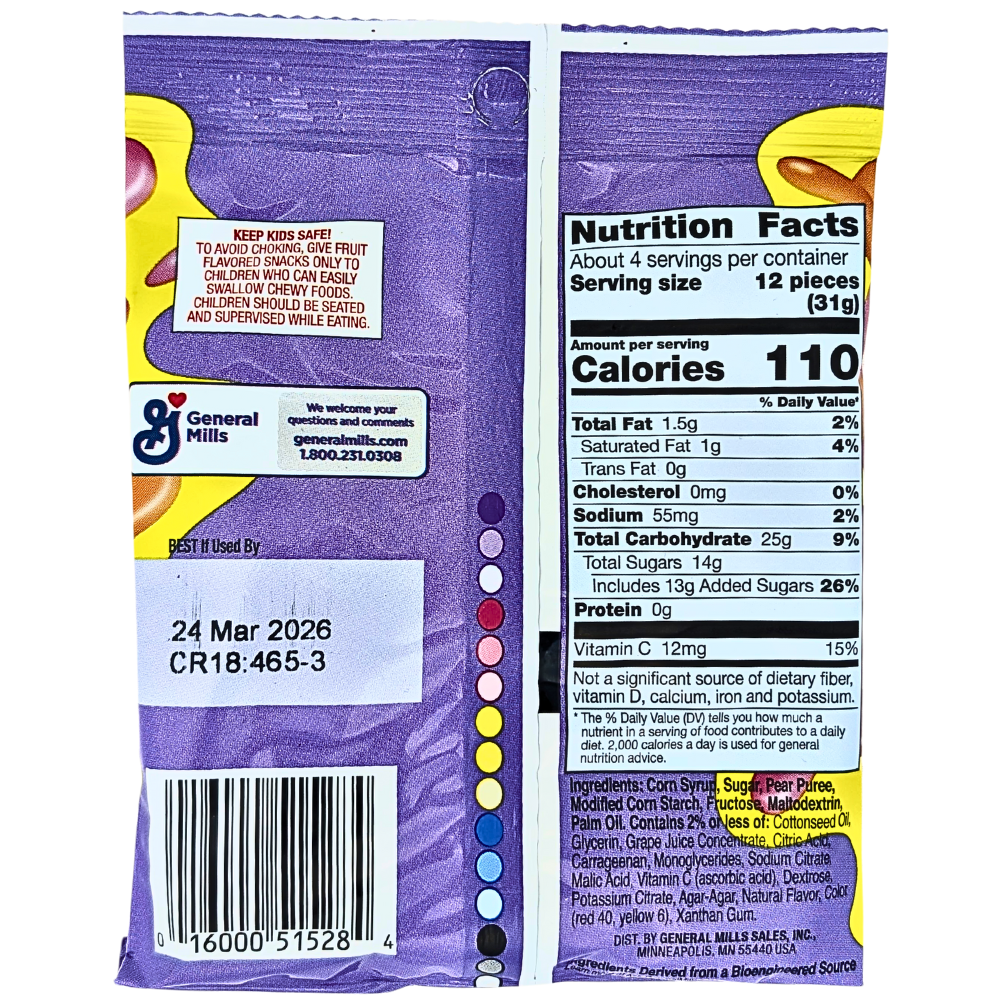 KEEP KIDS SAFE!
TO AVOID CHOKING, GIVE FRUIT
FLAVORED SNACKS ONLY TO
CHILDREN WHO CAN EASILY
SWALLOW CHEWY FOODS.
CHILDREN SHOULD BE SEATED
AND SUPERVISED WHILE EATING.
General
Mills
We welcome your
questions and comments
generalmills.com
1.800.231.0308
BEST If Used By
24 Mar 2026
CR18:465-3
0 16000 51528 4
Nutrition Facts
About 4 servings per container
Serving size 12 pieces
(31g)
Amount per serving
Calories 110
% Daily Value*
Total Fat 1.5g 2%
Saturated Fat 1g 4%
Trans Fat 0g
Cholesterol 0mg 0%
Sodium 55mg 2%
Total Carbohydrate 25g 9%
Total Sugars 14g
Includes 13g Added Sugars 26%
Protein 0g
Vitamin C 12mg 15%
Not a significant source of dietary fiber,
vitamin D, calcium, iron and potassium.
* The % Daily Value (DV) tells you how much a
nutrient in a serving of food contributes to a daily
diet. 2,000 calories a day is used for general
nutrition advice.
Ingredients: Corn Syrup, Sugar, Pear Puree,
Modified Corn Starch, Fructose, Maltodextrin,
Palm Oil. Contains 2% or less of: Cottonseed Oil,
Glycerin, Grape Juice Concentrate, Citric Acid,
Carrageenan, Monoglycerides, Sodium Citrate,
Malic Acid, Vitamin C (ascorbic acid), Dextrose,
Potassium Citrate, Agar-Agar, Natural Flavor, Color
(red 40, yellow 6), Xanthan Gum.
DIST. BY GENERAL MILLS SALES, INC.,
MINNEAPOLIS, MN 55440 USA
Ingredients Derived from a Bioengineered Source